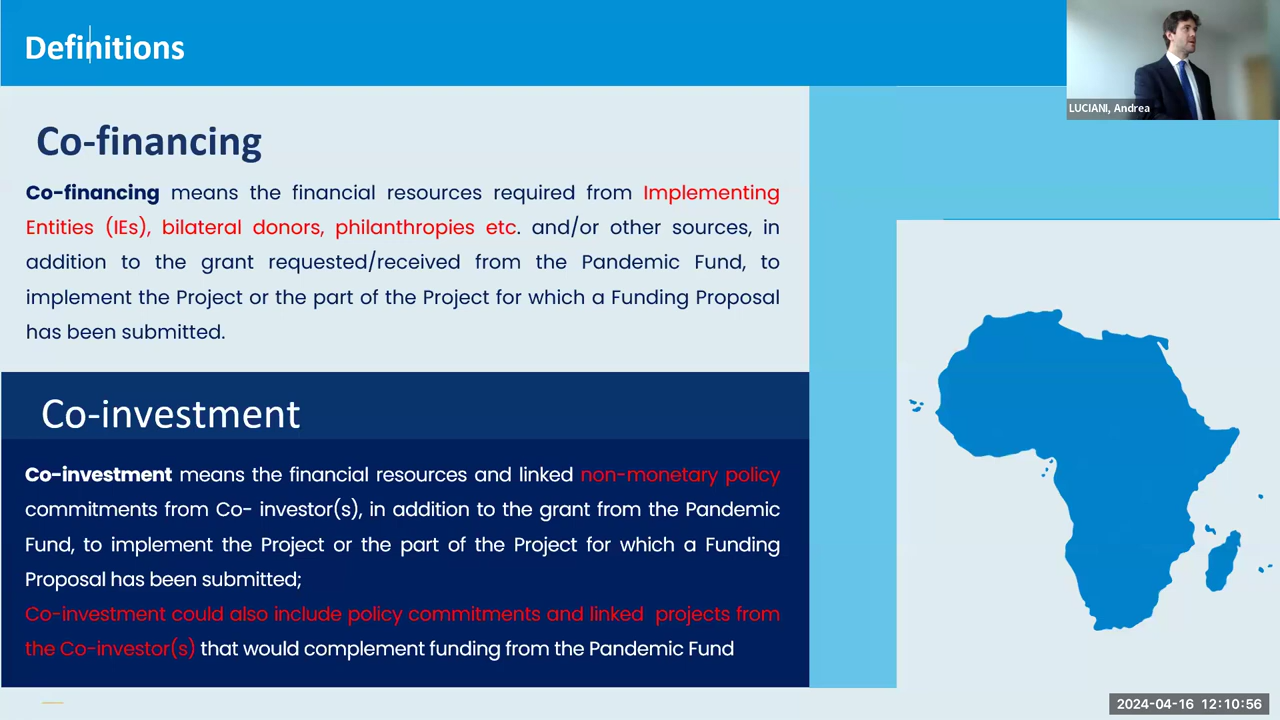 Definitions
LUCIANI, Andrea
Co-financing
Co-financing means the financial resources required from Implementing
Entities (IEs), bilateral donors, philanthropies etc. and/or other sources, in
addition to the grant requested/received from the Pandemic Fund, to
implement the Project or the part of the Project for which a Funding Proposal
has been submitted.
Co-investment
Co-investment means the financial resources and linked non-monetary policy
commitments from Co- investor(s), in addition to the grant from the Pandemic
Fund, to implement the Project or the part of the Project for which a Funding
Proposal has been submitted;
Co-investment could also include policy commitments and linked projects from
the Co-investor(s) that would complement funding from the Pandemic Fund
2024-04-16 12:10:56